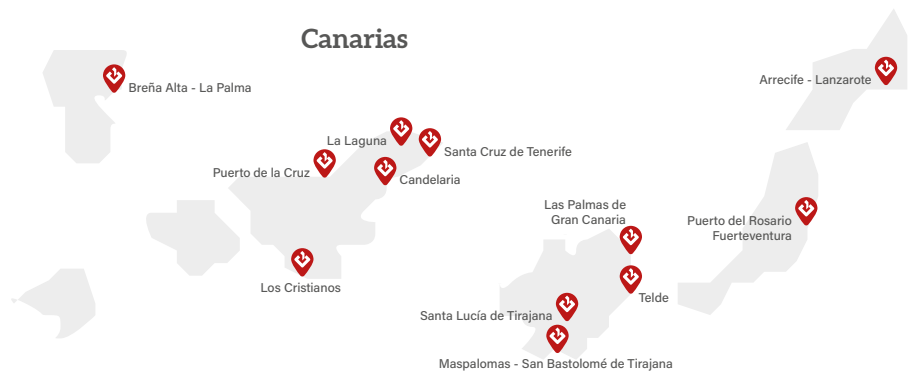 Canarias
Breña Alta - La Palma
Arrecife - Lanzarote
La Laguna
Santa Cruz de Tenerife
Puerto de la Cruz
Candelaria
Las Palmas de
Gran Canaria
Puerto del Rosario
Fuerteventura
Los Cristianos
Telde
Santa Lucía de Tirajana
Maspalomas - San Bastolomé de Tirajana